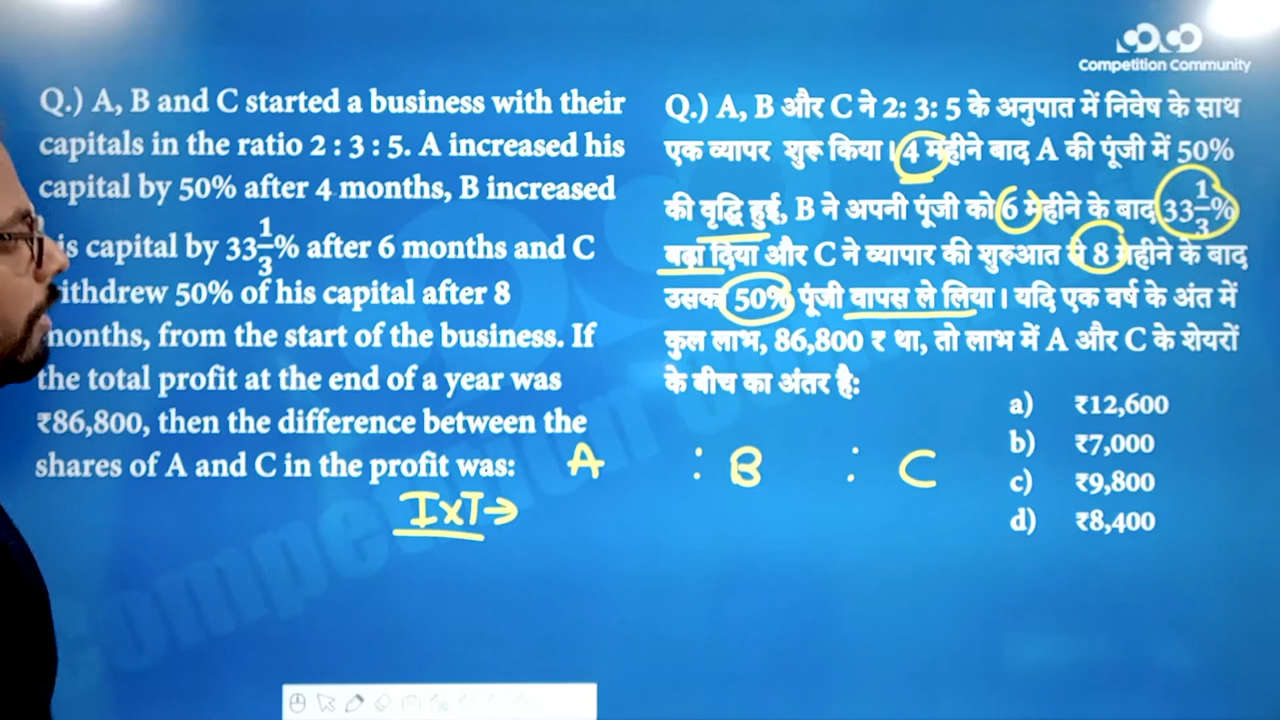 Competition Community
Q.) A, B and C started a business with their
capitals in the ratio 2 : 3 : 5. A increased his
capital by 50% after 4 months, B increased
is capital by 33 1/3% after 6 months and C
ithdrew 50% of his capital after 8
months, from the start of the business. If
the total profit at the end of a year was
₹86,800, then the difference between the
shares of A and C in the profit was:
Q.) A, B और C ने 2: 3: 5 के अनुपात में निवेष के साथ
एक व्यापर शुरू किया। 4 महीने बाद A की पूंजी में 50%
की वृद्धि हुई, B ने अपनी पूंजी को 6 महीने के बाद 33 1/3%
बढ़ा दिया और C ने व्यापार की शुरुआत से 8 महीने के बाद
उसका 50% पूंजी वापस ले लिया। यदि एक वर्ष के अंत में
कुल लाभ, 86,800 ₹ था, तो लाभ में A और C के शेयरों
के बीच का अंतर है:
a) ₹12,600
b) ₹7,000
c) ₹9,800
d) ₹8,400
A : B : C
I×T→